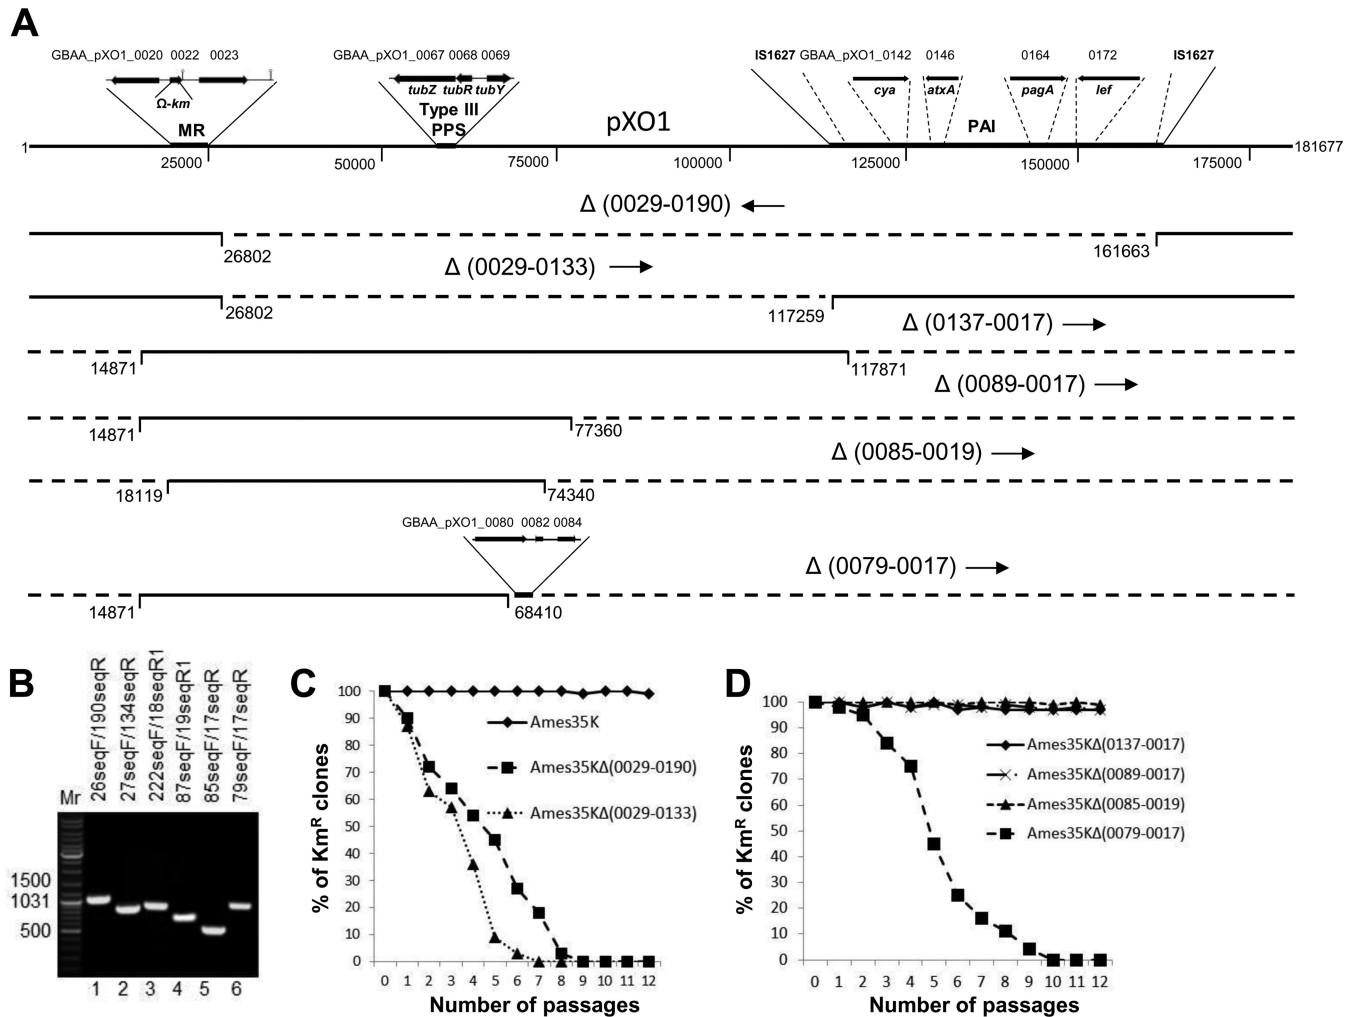 A
GBAA_pXO1_0020 0022 0023
GBAA_pXO1_0067 0068 0069
IS1627 GBAA_pXO1_0142 0146 0164 0172 IS1627
Ω-km
tubZ tubR tubY
cya atxA pagA lef
MR
Type III
PPS
pXO1
PAI
1 25000 50000 75000 100000 125000 150000 175000 181677
Δ (0029-0190)
26802 161663
Δ (0029-0133)
26802 117259
Δ (0137-0017)
14871 117871
Δ (0089-0017)
14871 77360
Δ (0085-0019)
18119 74340
GBAA_pXO1_0080 0082 0084
Δ (0079-0017)
14871 68410
B
Mr
26seqF/190seqR
27seqF/134seqR
222seqF/18seqR1
87seqF/19seqR1
85seqF/17seqR
79seqF/17seqR
1500
1031
500
1 2 3 4 5 6
C
% of KmR clones
100
90
80
70
60
50
40
30
20
10
0
Ames35K
Ames35KΔ(0029-0190)
Ames35KΔ(0029-0133)
0 1 2 3 4 5 6 7 8 9 10 11 12
Number of passages
D
% of KmR clones
100
90
80
70
60
50
40
30
20
10
0
Ames35KΔ(0137-0017)
Ames35KΔ(0089-0017)
Ames35KΔ(0085-0019)
Ames35KΔ(0079-0017)
0 1 2 3 4 5 6 7 8 9 10 11 12
Number of passages